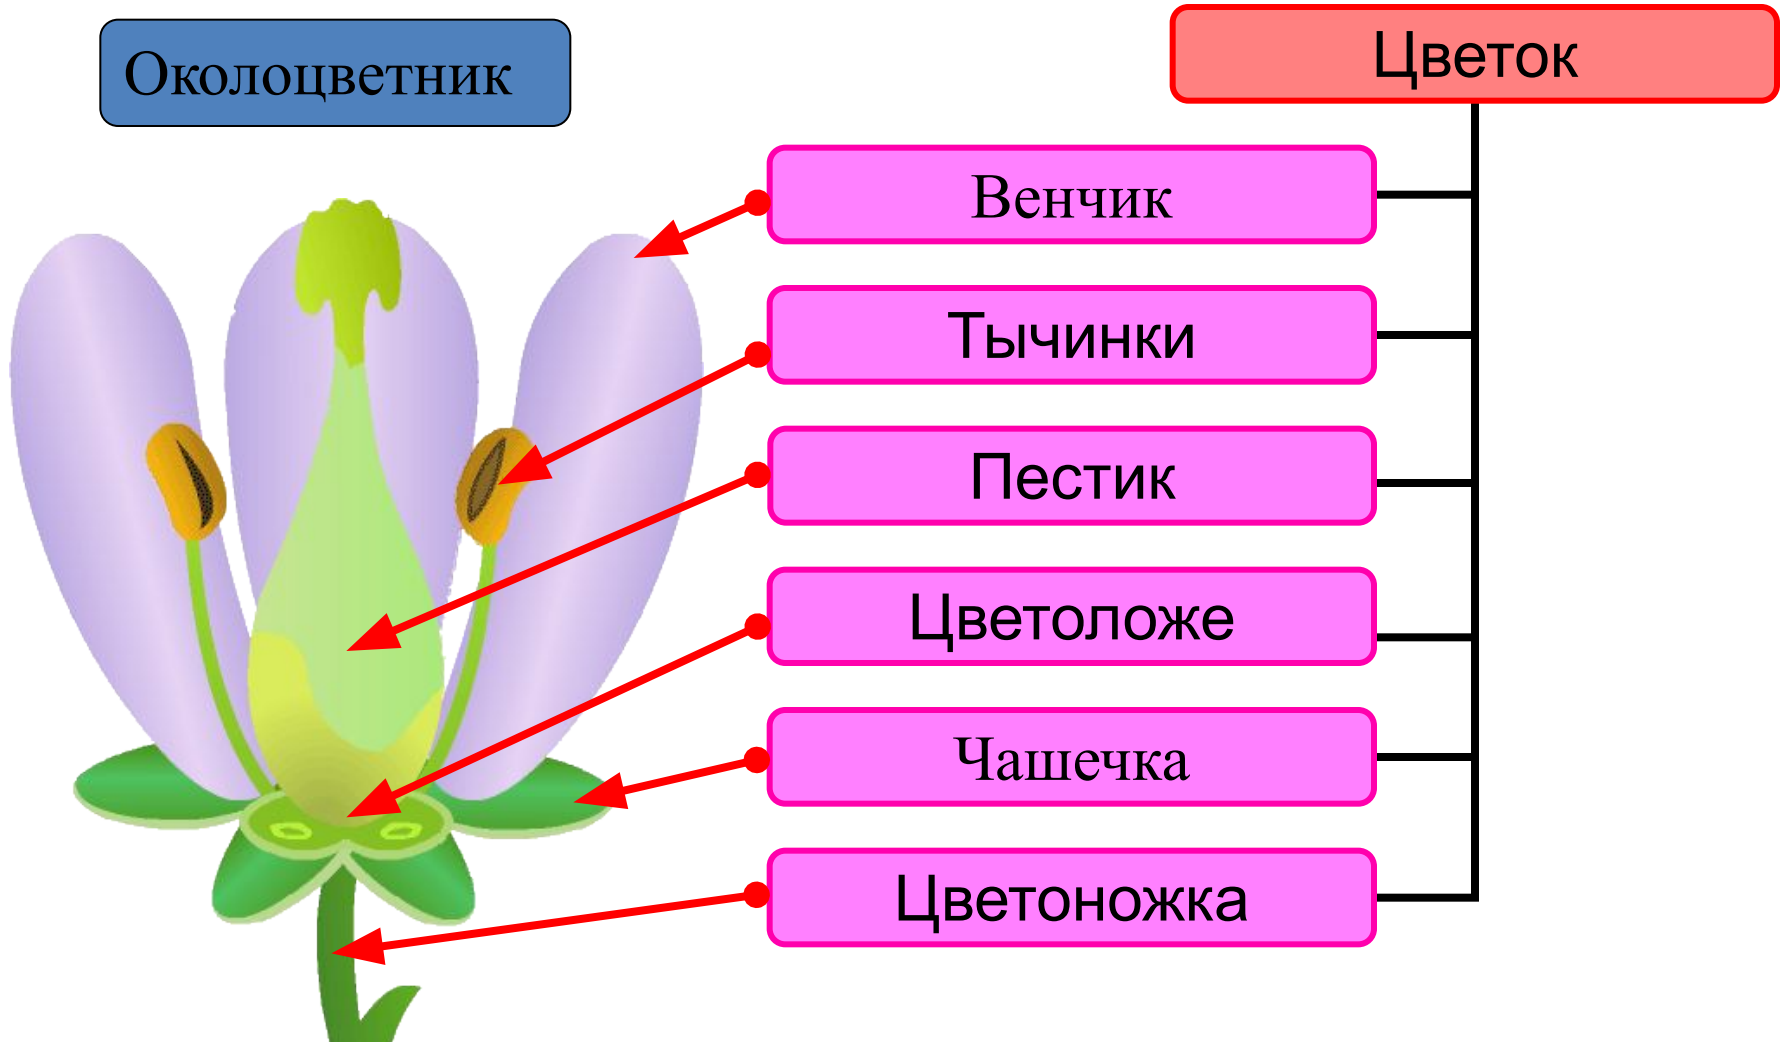 Околоцветник
Цветок
Венчик
Тычинки
Пестик
Цветоложе
Чашечка
Цветоножка